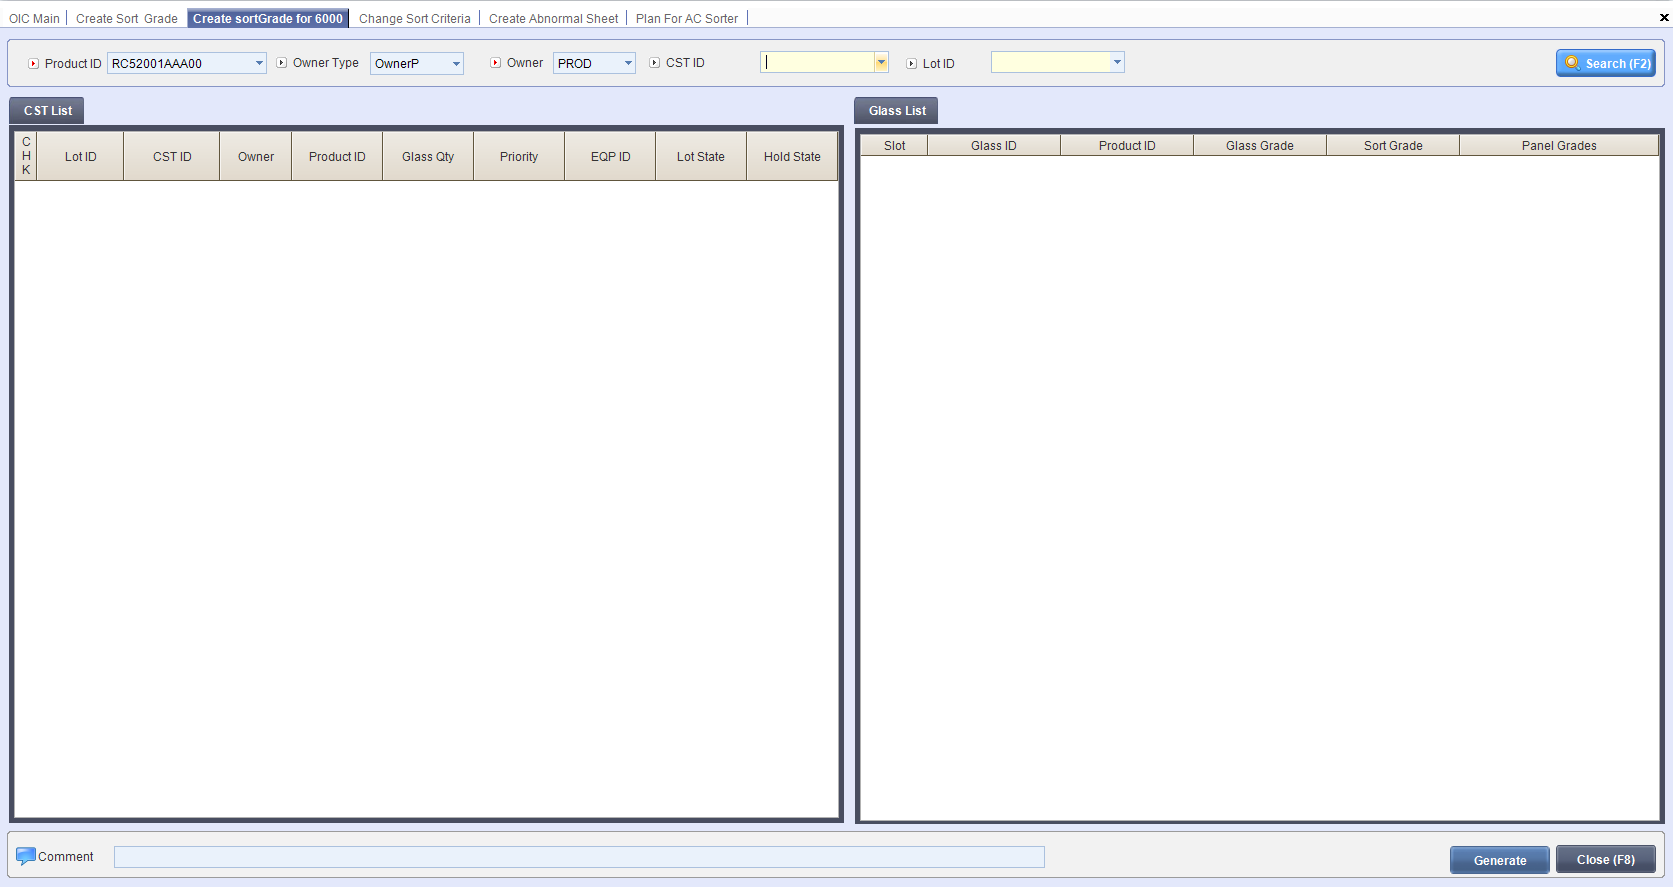 OIC Main Create Sort Grade Create sortGrade for 6000 Change Sort Criteria Create Abnormal Sheet Plan For AC Sorter
Product ID RC52001AAA00 Owner Type OwnerP Owner PROD CST ID Lot ID Search (F2)
CST List Glass List
CHK Lot ID CST ID Owner Product ID Glass Qty Priority EQP ID Lot State Hold State
Slot Glass ID Product ID Glass Grade Sort Grade Panel Grades
Comment Generate Close (F8)